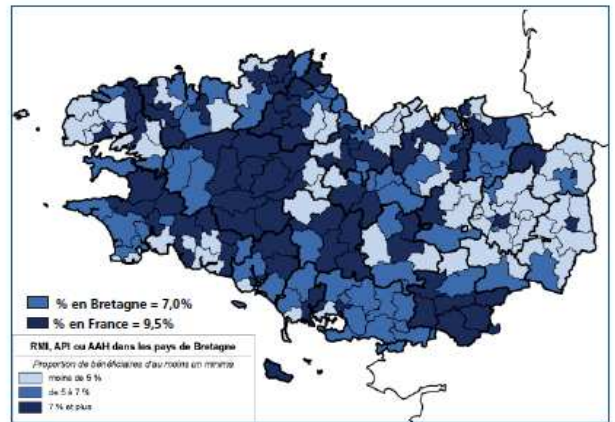 % en Bretagne = 7,0%
% en France = 9,5%
RMI, API ou AAH dans les pays de Bretagne
Proportion de bénéficiaires d'au moins un minima
moins de 5 %
de 5 à 7 %
7 % et plus